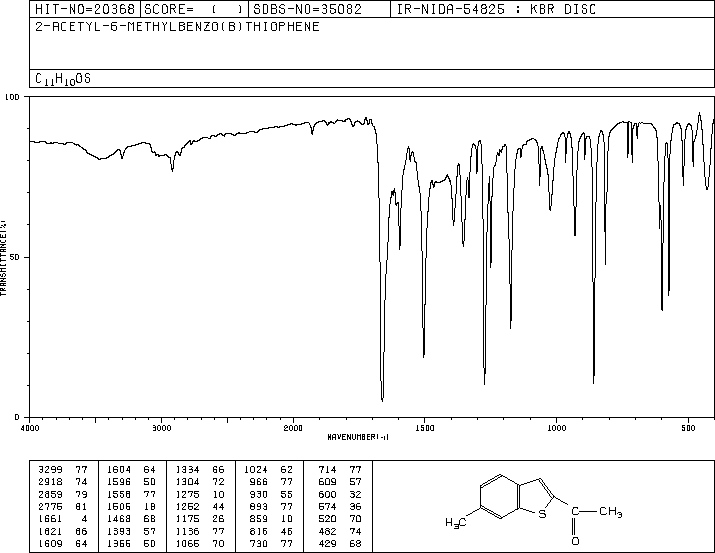 HIT-NO=20368 SCORE= ( ) SDBS-NO=35082 IR-NIDA-54825 : KBR DISC
2-ACETYL-6-METHYLBENZO(B)THIOPHENE
C11H10OS
100
TRANSMITTANCE(%)
50
0
4000 3000 2000 1500 1000 500
WAVENUMBER(-1)
3299 77 1604 64 1334 66 1024 62 714 77
2918 74 1596 50 1304 72 966 77 609 57
2859 79 1558 77 1275 10 930 55 600 32
2775 81 1505 18 1252 44 893 77 574 36
1661 4 1468 68 1175 26 859 10 520 70
1621 66 1393 57 1136 77 816 46 482 74
1609 64 1355 50 1065 70 730 77 429 68
S C CH3
H3C
O